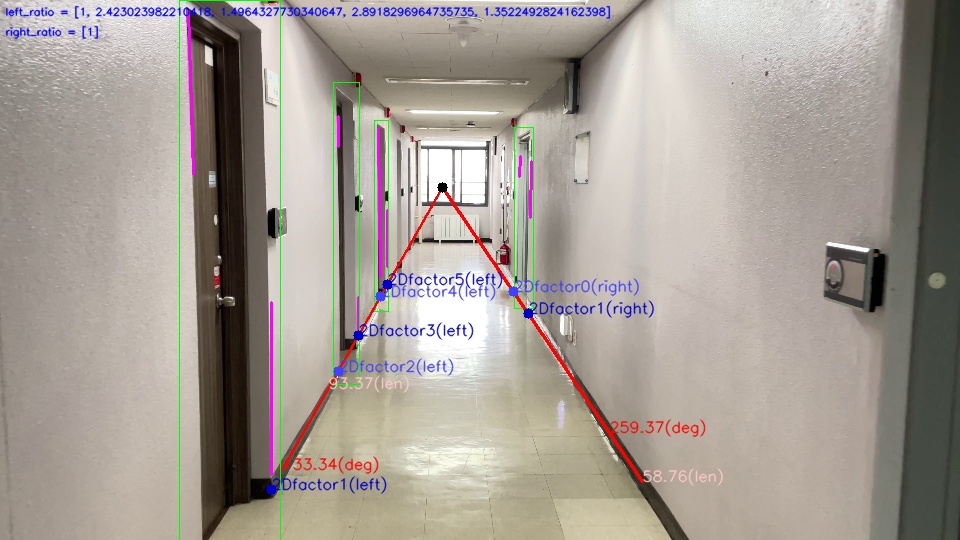 left_ratio = [1, 2.423023982210418, 1.4964327730340647, 2.8918296964735735, 1.3522492824162398]
right_ratio = [1]
2Dfactor5(left)
2Dfactor4(left)
2Dfactor0(right)
2Dfactor1(right)
2Dfactor3(left)
2Dfactor2(left)
93.37(len)
259.37(deg)
33.34(deg)
58.76(len)
2Dfactor1(left)